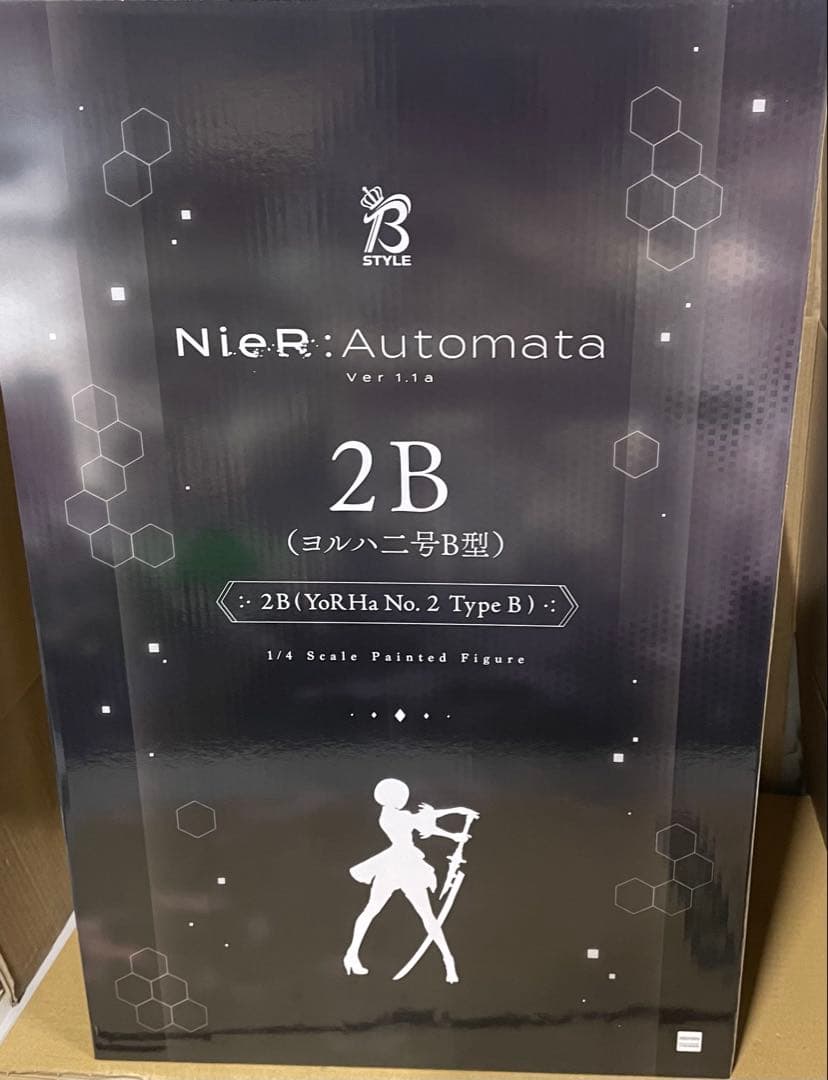 B
STYLE
NieR:Automata
Ver 1.1a
2B
(ヨルハ二号B型)
2B(YoRHa No. 2 Type B)
1/4 Scale Painted Figure